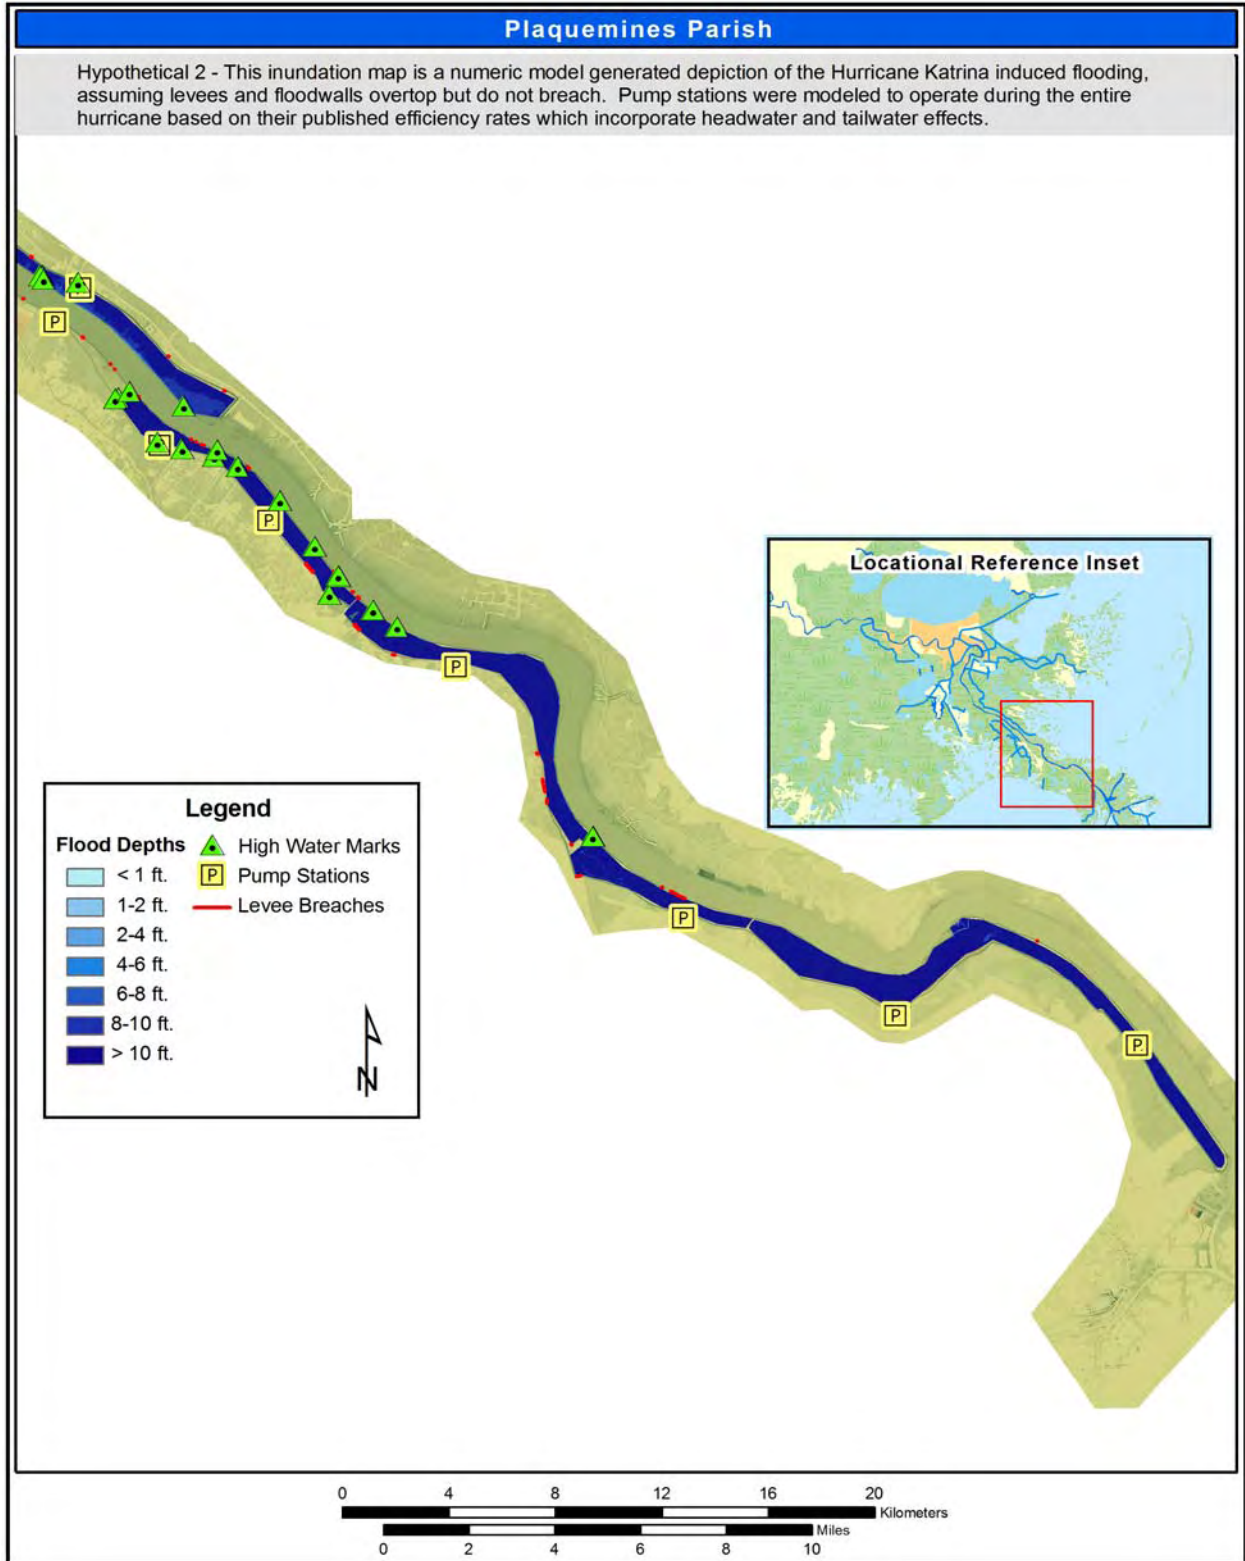 Plaquemines Parish
Hypothetical 2 - This inundation map is a numeric model generated depiction of the Hurricane Katrina induced flooding,
assuming levees and floodwalls overtop but do not breach. Pump stations were modeled to operate during the entire
hurricane based on their published efficiency rates which incorporate headwater and tailwater effects.
P
P
P
P
P
P
P
Locational Reference Inset
Legend
Flood Depths
High Water Marks
< 1 ft.
P Pump Stations
1-2 ft.
Levee Breaches
2-4 ft.
4-6 ft.
6-8 ft.
8-10 ft.
> 10 ft.
N
0 4 8 12 16 20
Kilometers
Miles
0 2 4 6 8 10